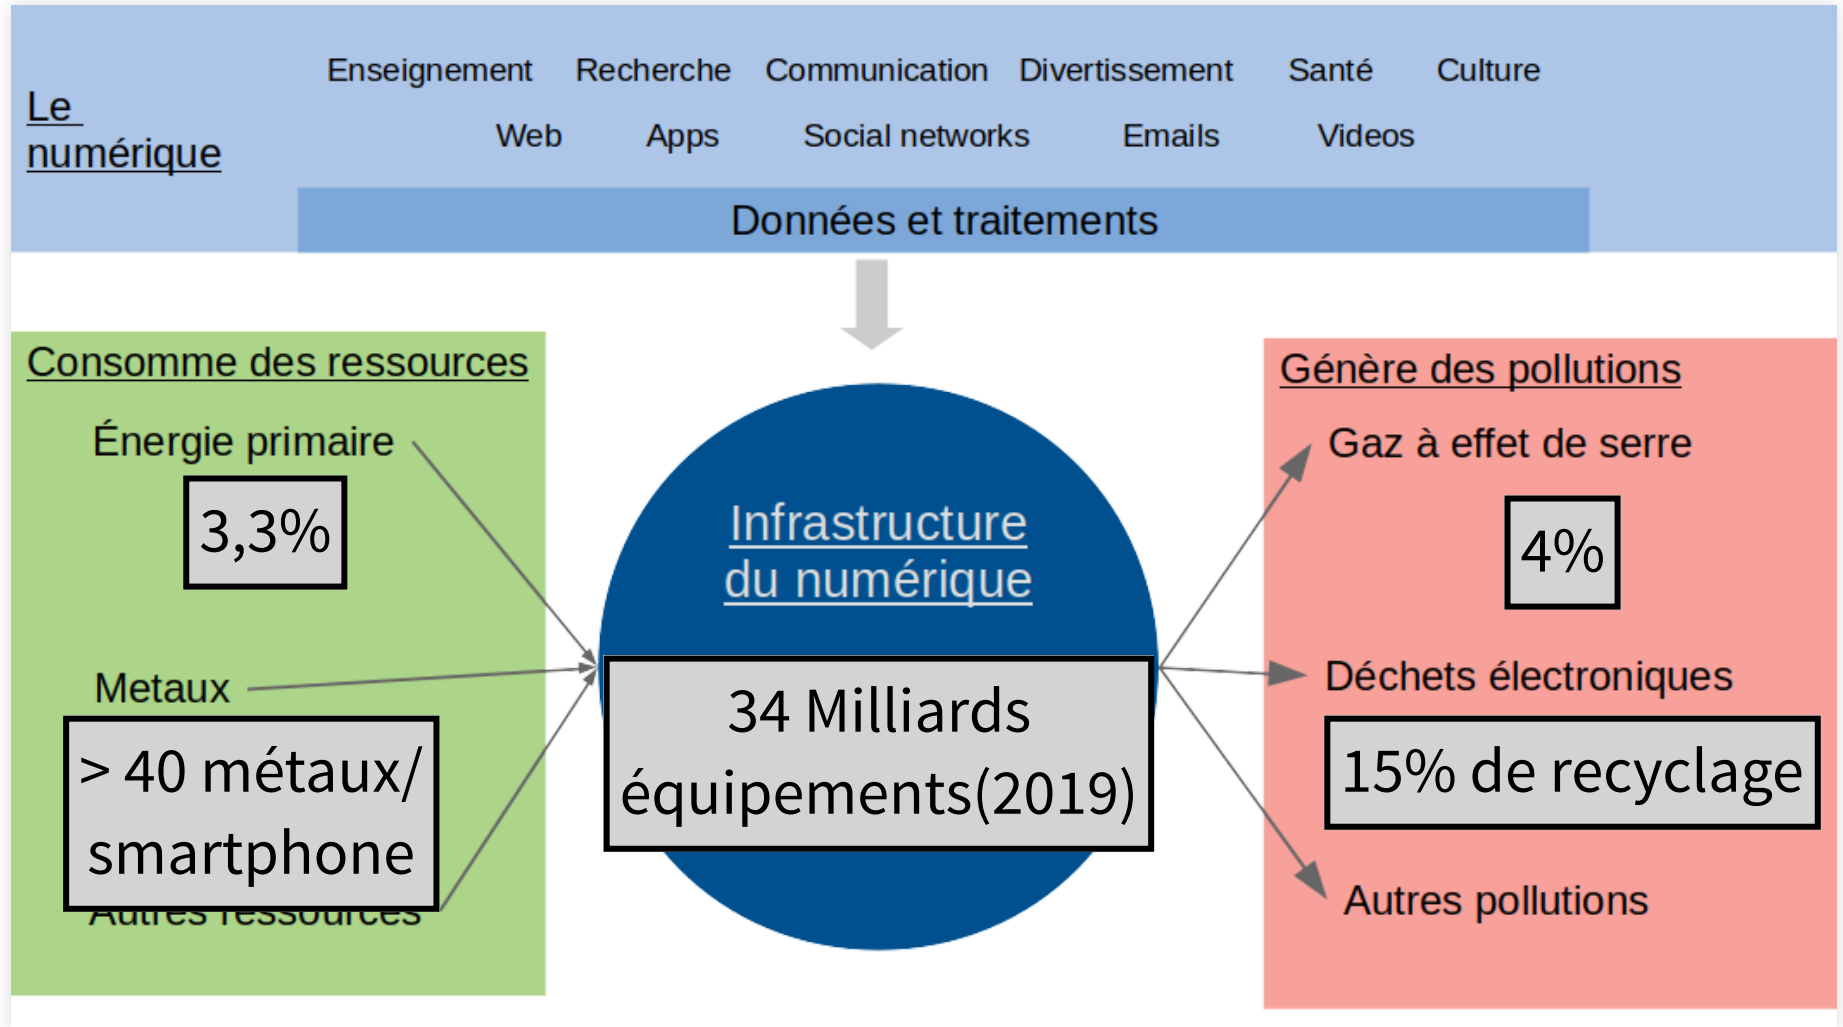 Le
numérique
Enseignement Recherche Communication Divertissement Santé Culture
Web Apps Social networks Emails Videos
Données et traitements
Consomme des ressources
Énergie primaire
3,3%
Metaux
> 40 métaux/
smartphone
Autres ressources
Infrastructure
du numérique
34 Milliards
équipements(2019)
Génère des pollutions
Gaz à effet de serre
4%
Déchets électroniques
15% de recyclage
Autres pollutions